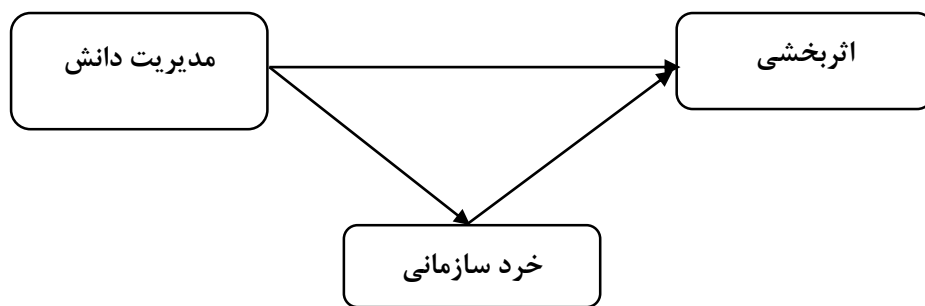 اثربخشی
مدیریت دانش
خرد سازمانی